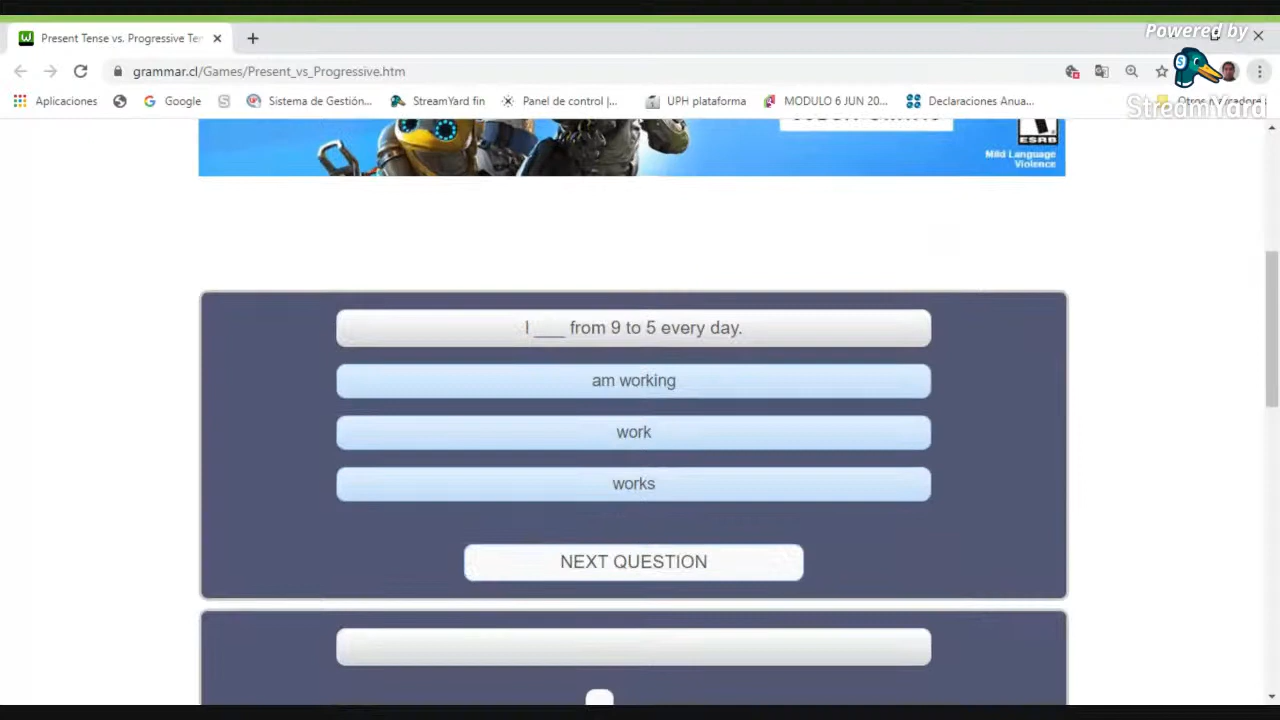 Powered by
Present Tense vs. Progressive Ter
grammar.cl/Games/Present_vs_Progressive.htm
Aplicaciones Google Sistema de Gestión... StreamYard fin Panel de control |... UPH plataforma MODULO 6 JUN 20... Declaraciones Anua...
StreamYard
ESRB
Mild Language
Violence
I ___ from 9 to 5 every day.
am working
work
works
NEXT QUESTION